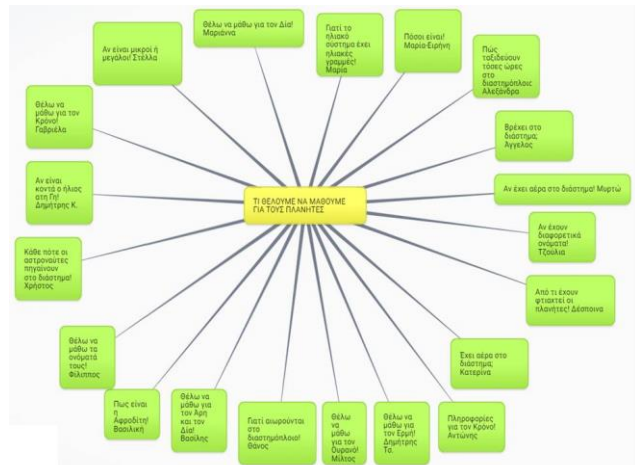 ΤΙ ΘΕΛΟΥΜΕ ΝΑ ΜΑΘΟΥΜΕ
ΓΙΑ ΤΟΥΣ ΠΛΑΝΗΤΕΣ
Θέλω να μάθω για τον Δία!
Μαριάννα
Γιατί το
ηλιακό
σύστημα έχει
ηλιακές
γραμμές!
Μαρία
Πόσοι είναι!
Μαρία-Ειρήνη
Πώς
ταξιδεύουν
τόσες ώρες
στο
διαστημόπλοιο
Αλεξάνδρα
Βρέχει στο
διάστημα;
Άγγελος
Αν έχει αέρα στο διάστημα! Μυρτώ
Αν έχουν
διαφορετικά
ονόματα!
Τζούλια
Από τι έχουν
φτιαχτεί οι
πλανήτες! Δέσποινα
Έχει αέρα στο
διάστημα;
Κατερίνα
Πληροφορίες
για τον Κρόνο!
Αντώνης
Θέλω να
μάθω για
τον Ερμή!
Δημήτρης
Τσ.
Θέλω
να
μάθω
για τον
Ουρανό!
Μίλτος
Γιατί αιωρούνται
στο
διαστημόπλοιο!
Θάνος
Θέλω να
μάθω για
τον Άρη
και τον
Δία!
Βασίλης
Πως είναι
η
Αφροδίτη!
Βασιλική
Θέλω να
μάθω τα
ονόματά
τους!
Φίλιππος
Κάθε πότε οι
αστροναύτες
πηγαίνουν
στο διάστημα!
Χρήστος
Αν είναι
κοντά ο ήλιος
στη Γη!
Δημήτρης Κ.
Θέλω να
μάθω για τον
Κρόνο!
Γαβριέλα
Αν είναι μικροί ή
μεγάλοι! Στέλλα